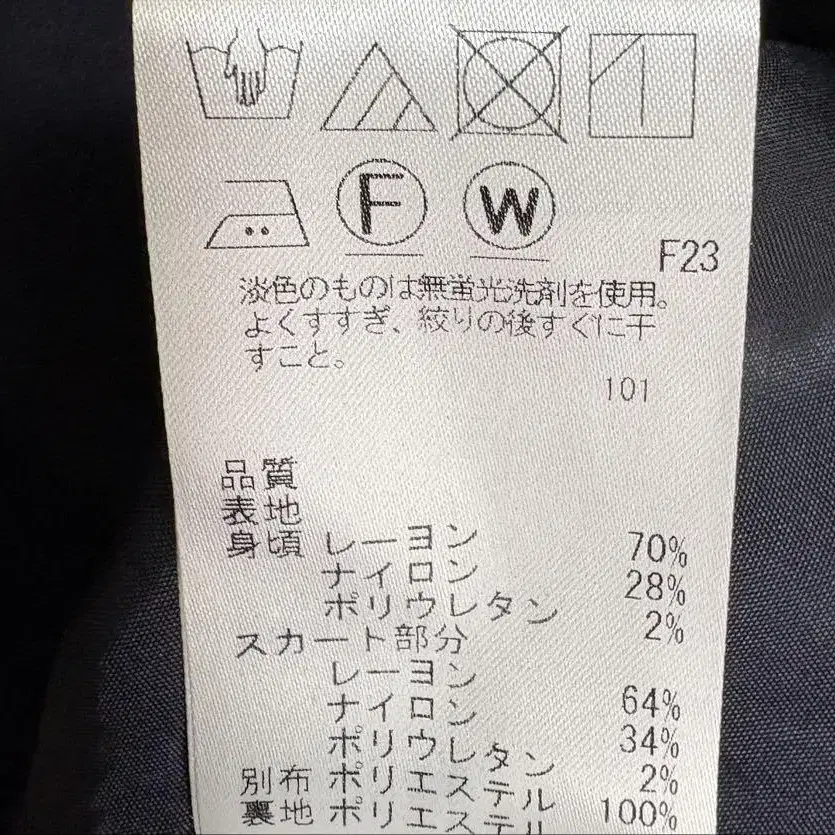 F
W
F23
淡色のものは無蛍光洗剤を使用。
よくすすぎ、絞りの後すぐに干
すこと。
101
品質
表地
身頃 レーヨン 70%
ナイロン 28%
ポリウレタン 2%
スカート部分
レーヨン 64%
ナイロン 34%
ポリウレタン 2%
別布 ポリエステル 100%
裏地 ポリエステル